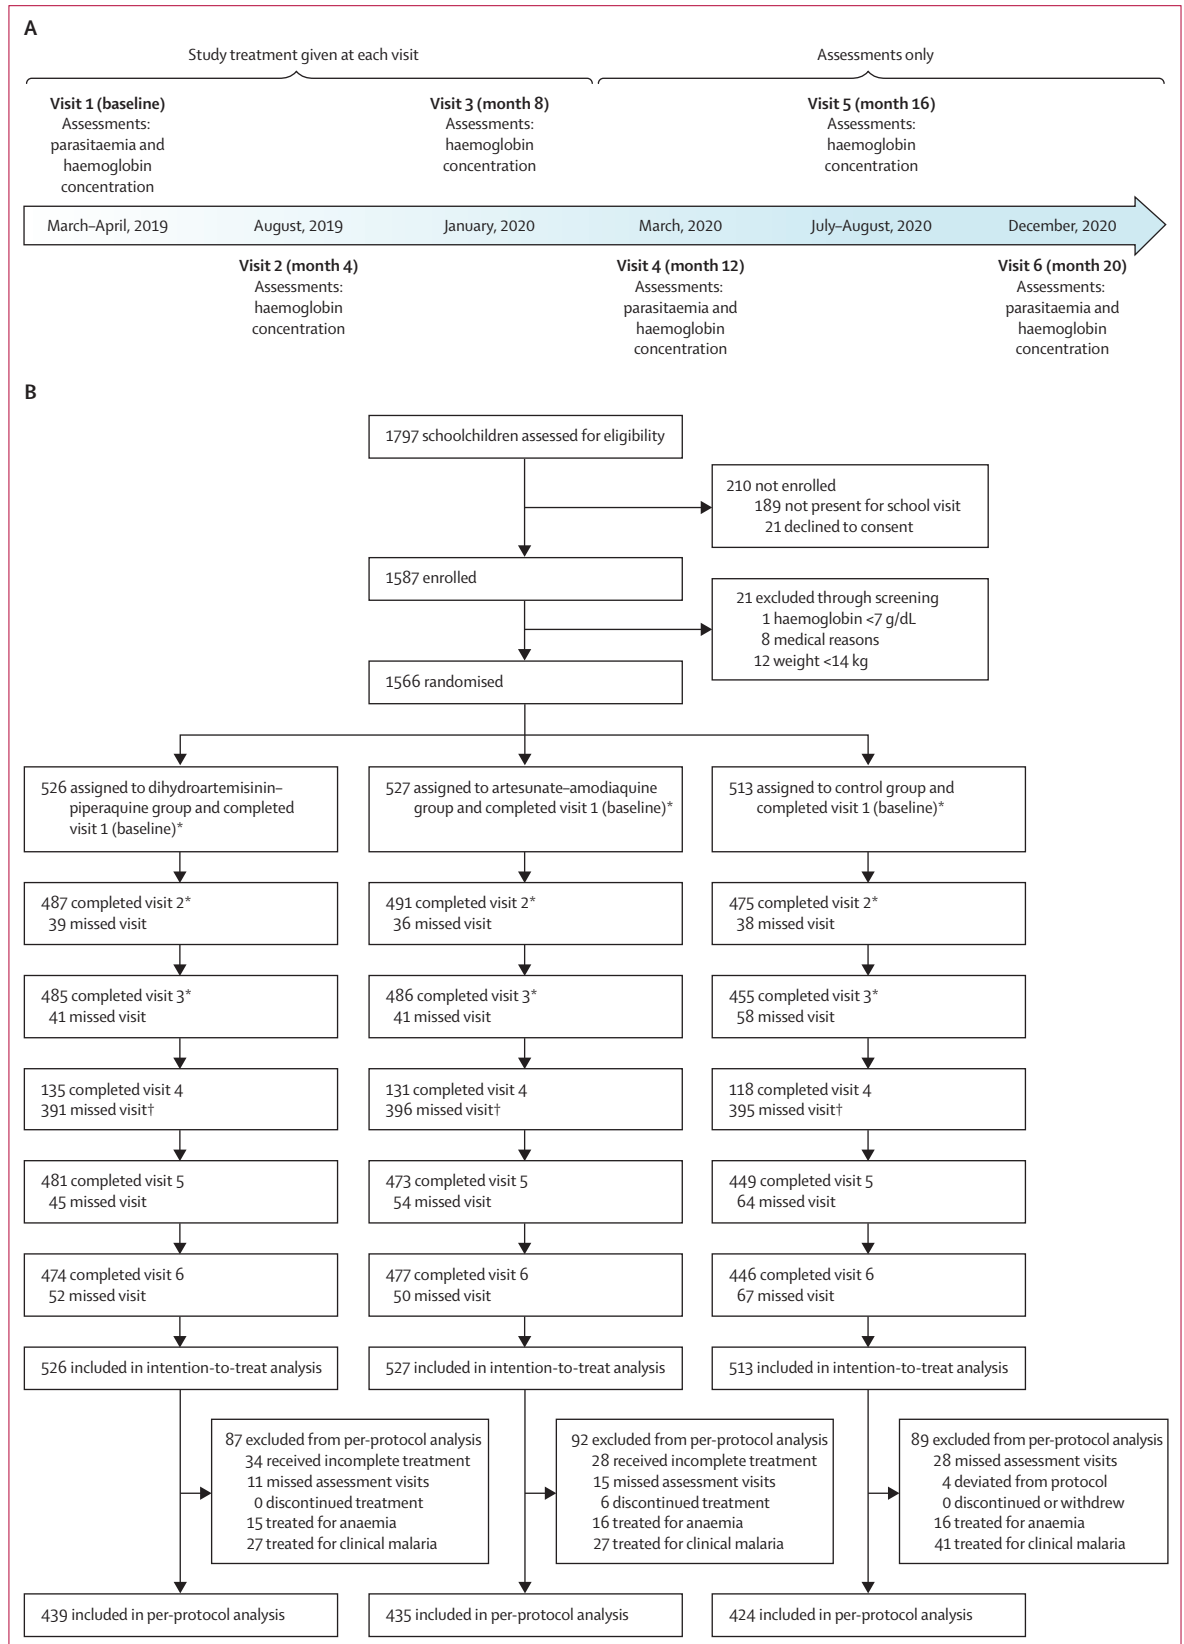 A
Study treatment given at each visit
Assessments only
Visit 1 (baseline)
Assessments:
parasitaemia and
haemoglobin
concentration
Visit 3 (month 8)
Assessments:
haemoglobin
concentration
Visit 5 (month 16)
Assessments:
haemoglobin
concentration
March–April, 2019
August, 2019
January, 2020
March, 2020
July–August, 2020
December, 2020
Visit 2 (month 4)
Assessments:
haemoglobin
concentration
Visit 4 (month 12)
Assessments:
parasitaemia and
haemoglobin
concentration
Visit 6 (month 20)
Assessments:
parasitaemia and
haemoglobin
concentration
B
1797 schoolchildren assessed for eligibility
210 not enrolled
189 not present for school visit
21 declined to consent
1587 enrolled
21 excluded through screening
1 haemoglobin <7 g/dL
8 medical reasons
12 weight <14 kg
1566 randomised
526 assigned to dihydroartemisinin–
piperaquine group and completed
visit 1 (baseline)*
527 assigned to artesunate–amodiaquine
group and completed visit 1 (baseline)*
513 assigned to control group and
completed visit 1 (baseline)*
487 completed visit 2*
39 missed visit
491 completed visit 2*
36 missed visit
475 completed visit 2*
38 missed visit
485 completed visit 3*
41 missed visit
486 completed visit 3*
41 missed visit
455 completed visit 3*
58 missed visit
135 completed visit 4
391 missed visit†
131 completed visit 4
396 missed visit†
118 completed visit 4
395 missed visit†
481 completed visit 5
45 missed visit
473 completed visit 5
54 missed visit
449 completed visit 5
64 missed visit
474 completed visit 6
52 missed visit
477 completed visit 6
50 missed visit
446 completed visit 6
67 missed visit
526 included in intention-to-treat analysis
527 included in intention-to-treat analysis
513 included in intention-to-treat analysis
87 excluded from per-protocol analysis
34 received incomplete treatment
11 missed assessment visits
0 discontinued treatment
15 treated for anaemia
27 treated for clinical malaria
92 excluded from per-protocol analysis
28 received incomplete treatment
15 missed assessment visits
6 discontinued treatment
16 treated for anaemia
27 treated for clinical malaria
89 excluded from per-protocol analysis
28 missed assessment visits
4 deviated from protocol
0 discontinued or withdrew
16 treated for anaemia
41 treated for clinical malaria
439 included in per-protocol analysis
435 included in per-protocol analysis
424 included in per-protocol analysis